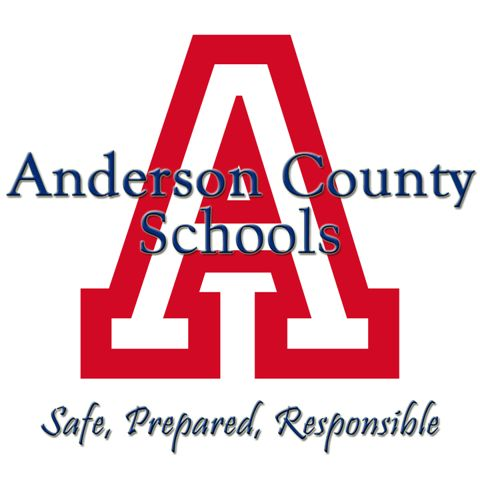 A
Anderson County
Schools
Safe, Prepared, Responsible